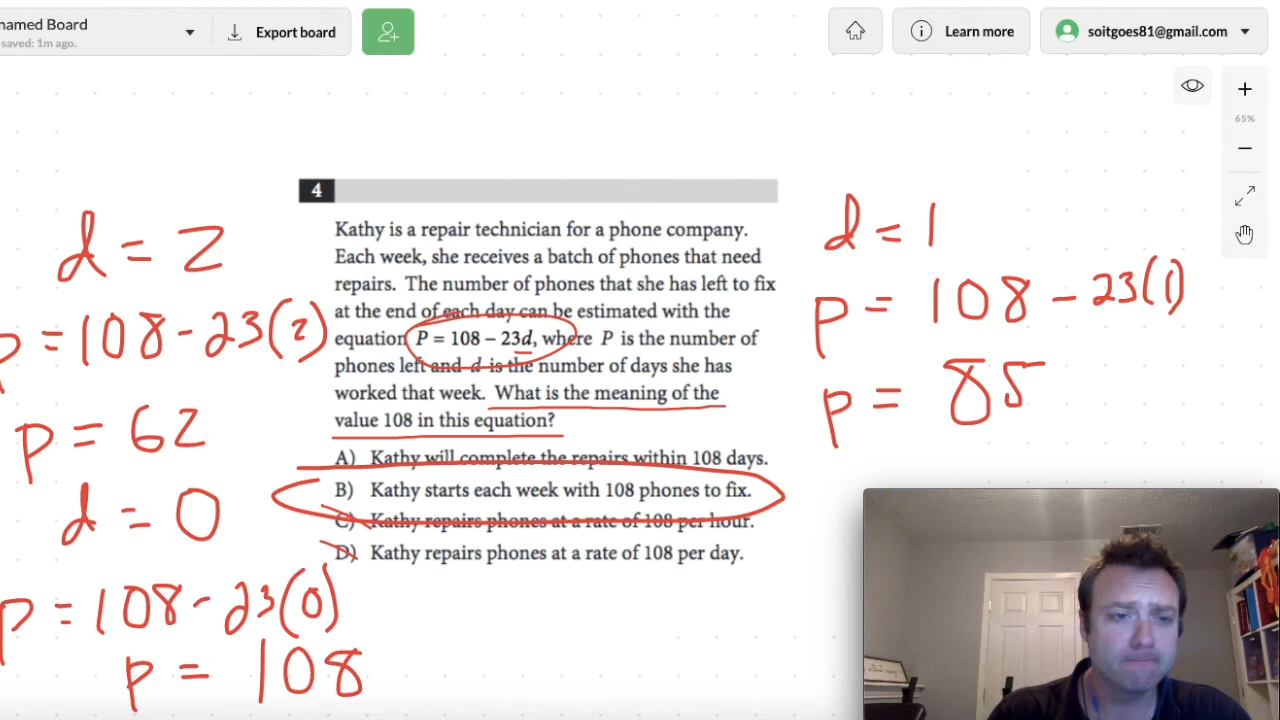 named Board
saved: 1m ago.
Export board
Learn more
soitgoes81@gmail.com
65%
4
Kathy is a repair technician for a phone company.
Each week, she receives a batch of phones that need
repairs. The number of phones that she has left to fix
at the end of each day can be estimated with the
equation P = 108 − 23d, where P is the number of
phones left and d is the number of days she has
worked that week. What is the meaning of the
value 108 in this equation?
A) Kathy will complete the repairs within 108 days.
B) Kathy starts each week with 108 phones to fix.
C) Kathy repairs phones at a rate of 108 per hour.
D) Kathy repairs phones at a rate of 108 per day.
d = 2
p = 108 - 23(2)
p = 62
d = 0
p = 108 - 23(0)
p = 108
d = 1
p = 108 - 23(1)
p = 85